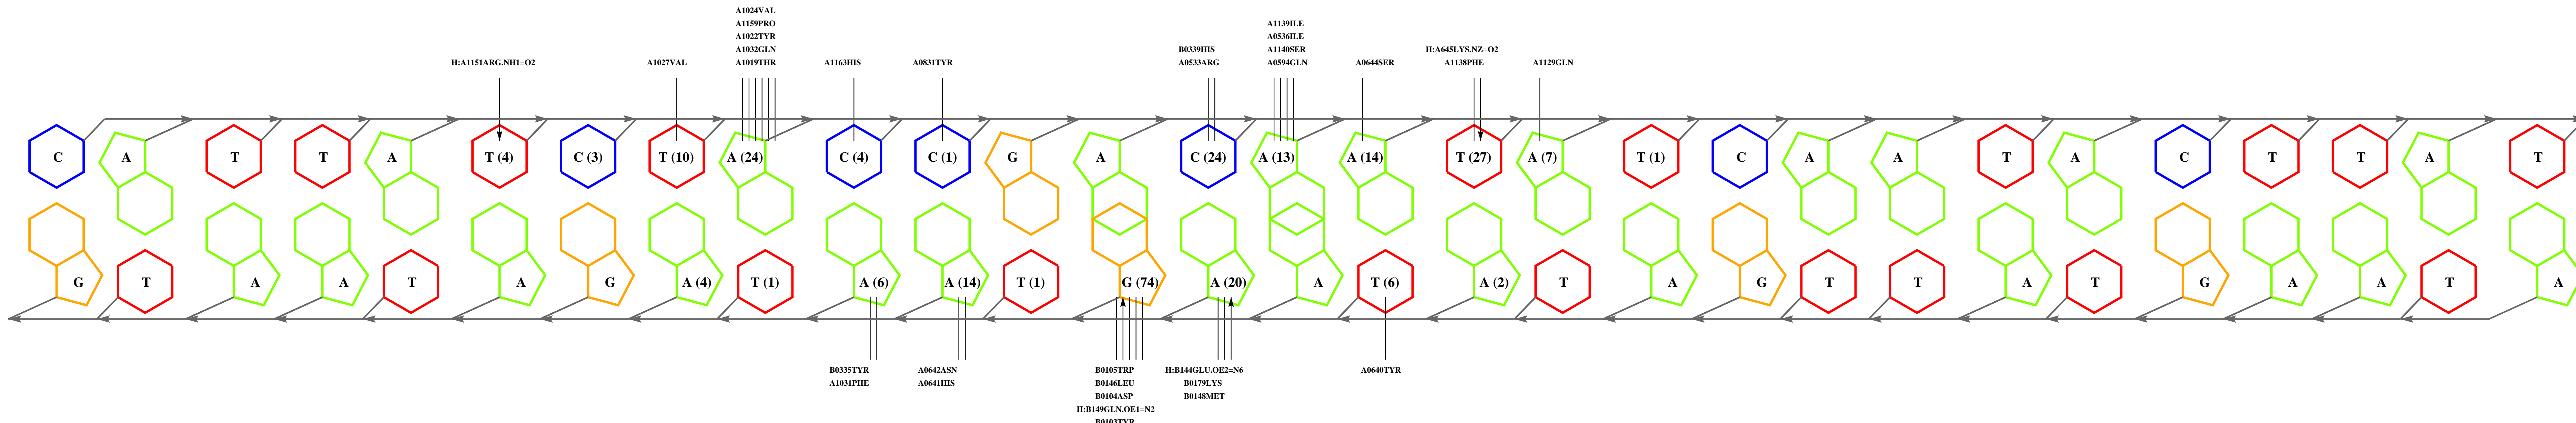 A1024VAL
A1159PRO
A1022TYR
A1032GLN
A1019THR
A1139ILE
A0536ILE
A1140SER
A0594GLN
B0339HIS
A0533ARG
H:A645LYS.NZ=O2
A1138PHE
H:A1151ARG.NH1=O2
A1027VAL
A1163HIS
A0831TYR
A0644SER
A1129GLN
C A T T A T (4) C (3) T (10) A (24) C (4) C (1) G A C (24) A (13) A (14) T (27) A (7) T (1) C A A T A C T T A T
G T A A T A G A (4) T (1) A (6) A (14) T (1) G (74) A (20) A T (6) A (2) T A G T T A T G A A T A
B0335TYR
A1031PHE
A0642ASN
A0641HIS
B0105TRP
B0146LEU
B0104ASP
H:B149GLN.OE1=N2
B0103TYR
H:B144GLU.OE2=N6
B0179LYS
B0148MET
A0640TYR